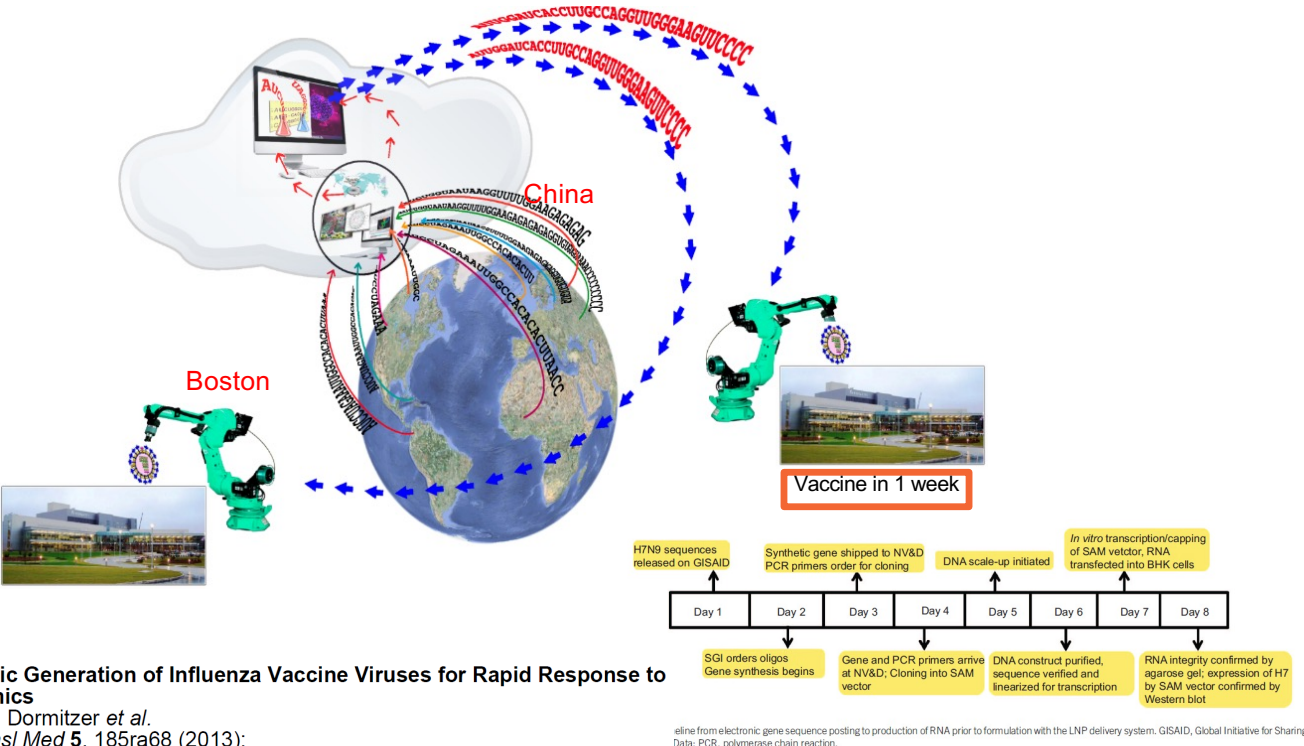 AUUGGAUCACCUUGCCAGGUUGGGAAGUUCCCC
AUUGGAUCACCUUGCCAGGUUGGGAAGUUCCCC
China
Boston
Vaccine in 1 week
H7N9 sequences
released on GISAID
Synthetic gene shipped to NV&D
PCR primers order for cloning
DNA scale-up initiated
In vitro transcription/capping
of SAM vetctor, RNA
transfected into BHK cells
Day 1 Day 2 Day 3 Day 4 Day 5 Day 6 Day 7 Day 8
SGI orders oligos
Gene synthesis begins
Gene and PCR primers arrive
at NV&D; Cloning into SAM
vector
DNA construct purified,
sequence verified and
linearized for transcription
RNA integrity confirmed by
agarose gel; expression of H7
by SAM vector confirmed by
Western blot
ic Generation of Influenza Vaccine Viruses for Rapid Response to
mics
Dormitzer et al.
asl Med 5, 185ra68 (2013);
eline from electronic gene sequence posting to production of RNA prior to formulation with the LNP delivery system. GISAID, Global Initiative for Sharing
Data; PCR, polymerase chain reaction.